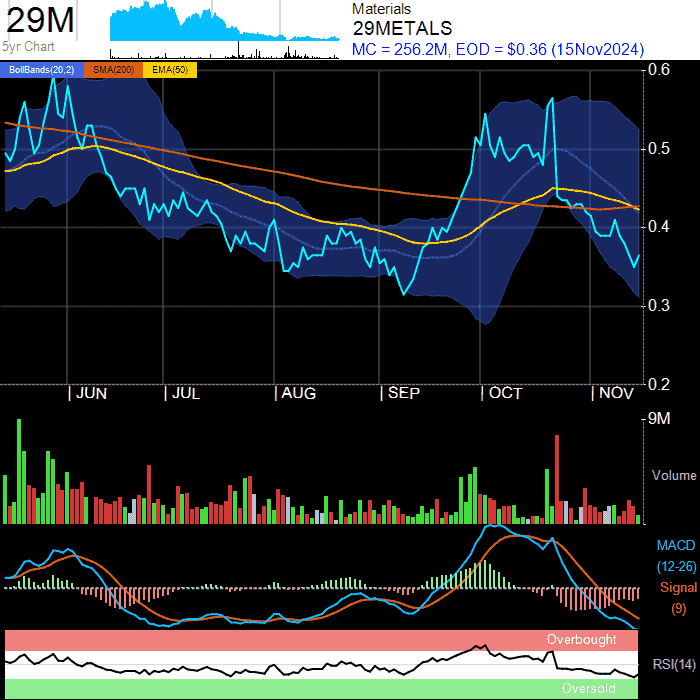 29M
5yr Chart
Materials
29METALS
MC = 256.2M, EOD = $0.36 (15Nov2024)
BollBands(20,2) SMA(200) EMA(50)
0.6
0.5
0.4
0.3
0.2
| JUN | JUL | AUG | SEP | OCT | NOV
9M
Volume
MACD
(12-26)
Signal
(9)
Overbought
RSI(14)
Oversold